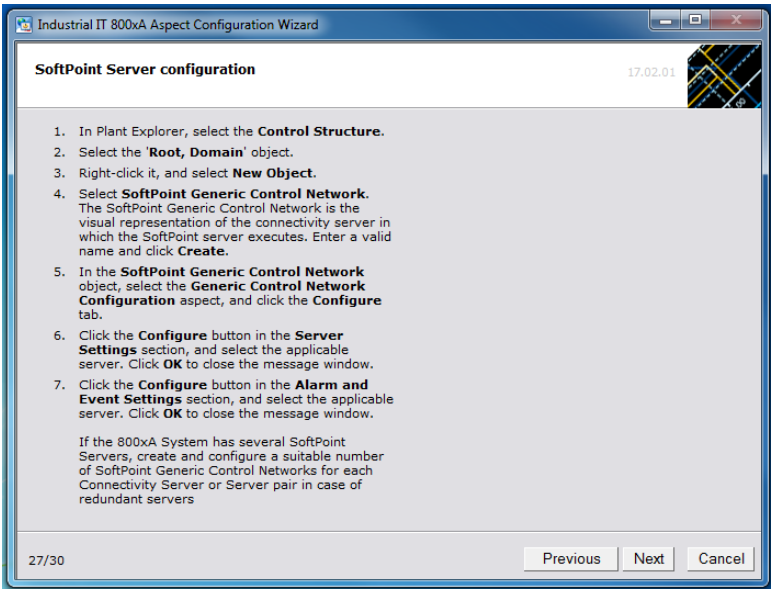 Industrial IT 800xA Aspect Configuration Wizard
SoftPoint Server configuration
17.02.01
1. In Plant Explorer, select the Control Structure.
2. Select the 'Root, Domain' object.
3. Right-click it, and select New Object.
4. Select SoftPoint Generic Control Network.
The SoftPoint Generic Control Network is the
visual representation of the connectivity server in
which the SoftPoint server executes. Enter a valid
name and click Create.
5. In the SoftPoint Generic Control Network
object, select the Generic Control Network
Configuration aspect, and click the Configure
tab.
6. Click the Configure button in the Server
Settings section, and select the applicable
server. Click OK to close the message window.
7. Click the Configure button in the Alarm and
Event Settings section, and select the applicable
server. Click OK to close the message window.
If the 800xA System has several SoftPoint
Servers, create and configure a suitable number
of SoftPoint Generic Control Networks for each
Connectivity Server or Server pair in case of
redundant servers
27/30
Previous
Next
Cancel